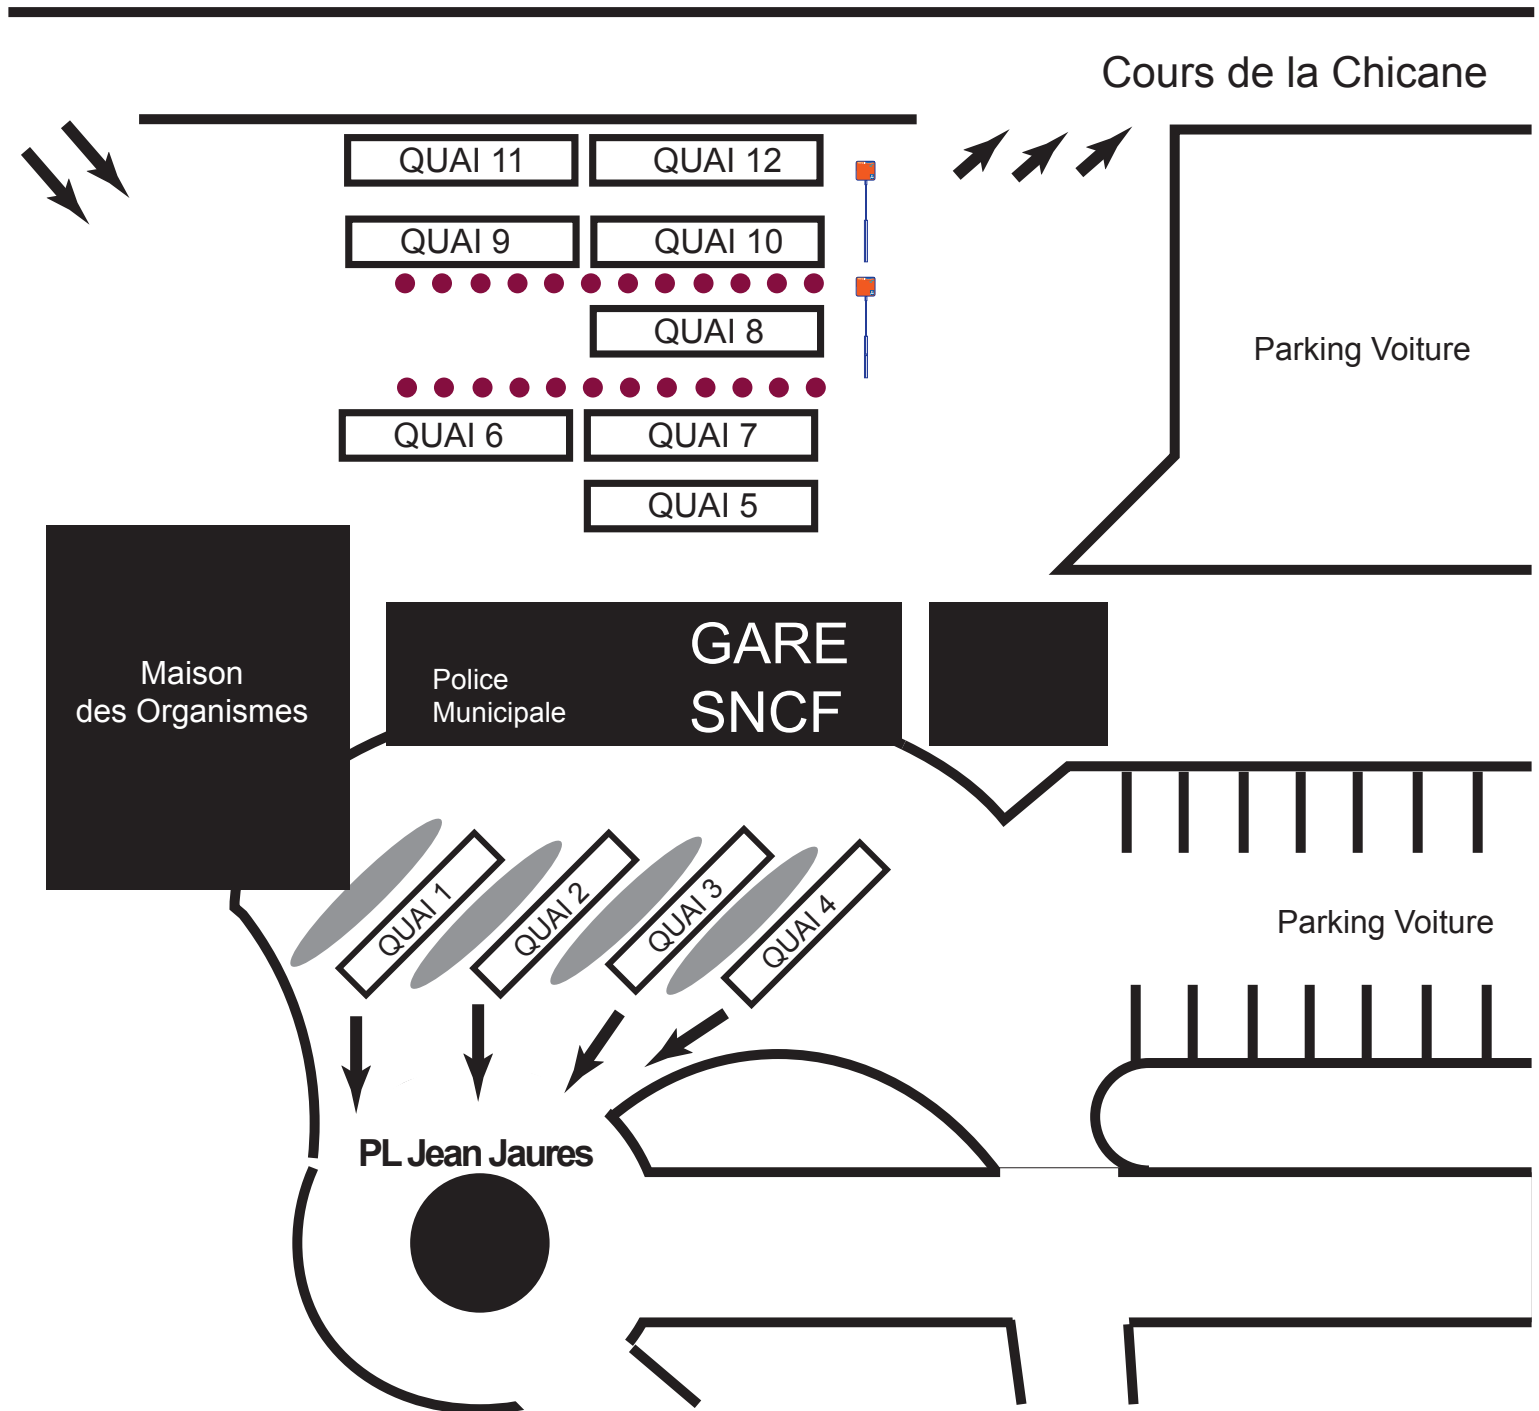 Cours de la Chicane
QUAI 11
QUAI 12
QUAI 9
QUAI 10
QUAI 8
Parking Voiture
QUAI 6
QUAI 7
QUAI 5
GARE
SNCF
Maison
des Organismes
Police
Municipale
QUAI 1
QUAI 2
QUAI 3
QUAI 4
Parking Voiture
PL Jean Jaures